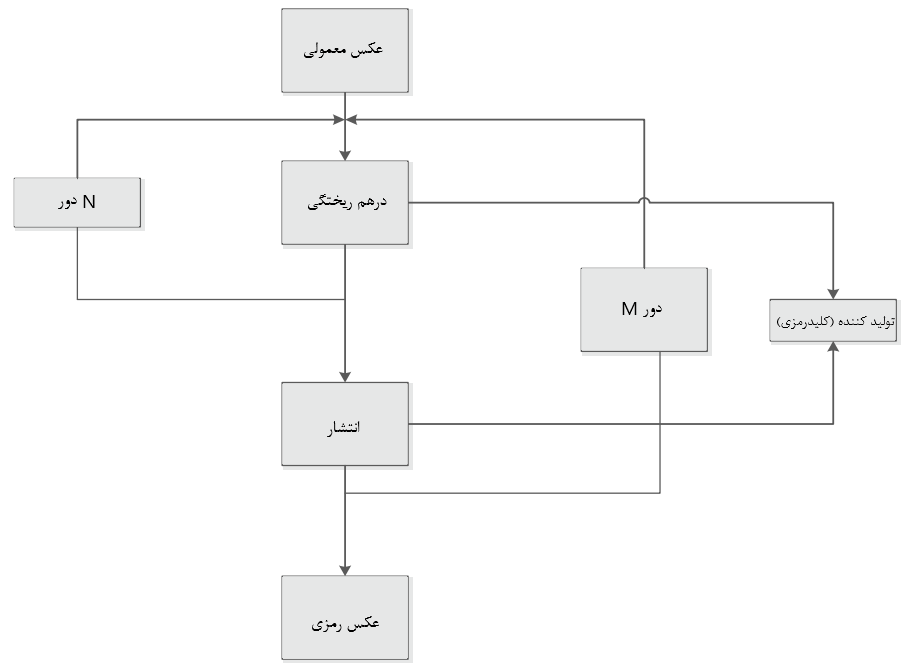 عکس معمولی
درهم ریختگی
N دور
دور M
تولید کننده (کلیدرمزی)
انتشار
عکس رمزی